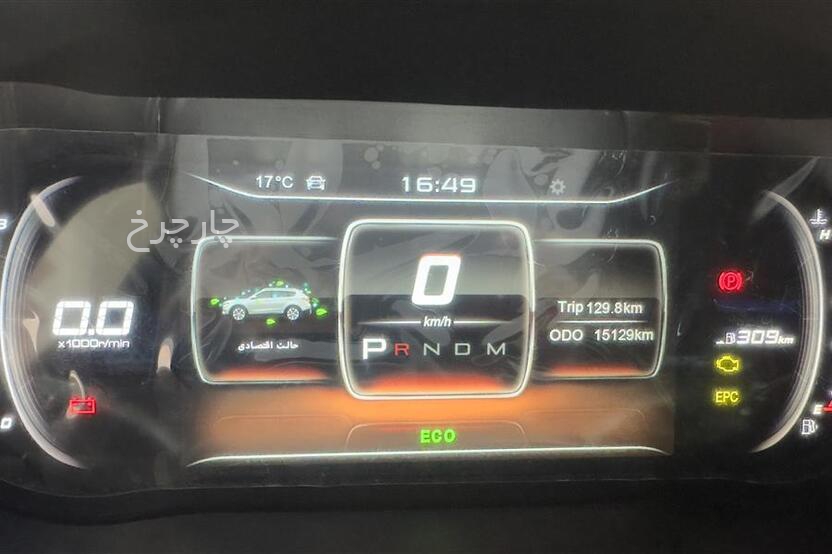 17°C
16:49
چارچرخ
0
km/h
P R N D M
0.0
x1000r/min
حالت اقتصادی
Trip 129.8km
ODO 15129km
H
309km
EPC
E
ECO